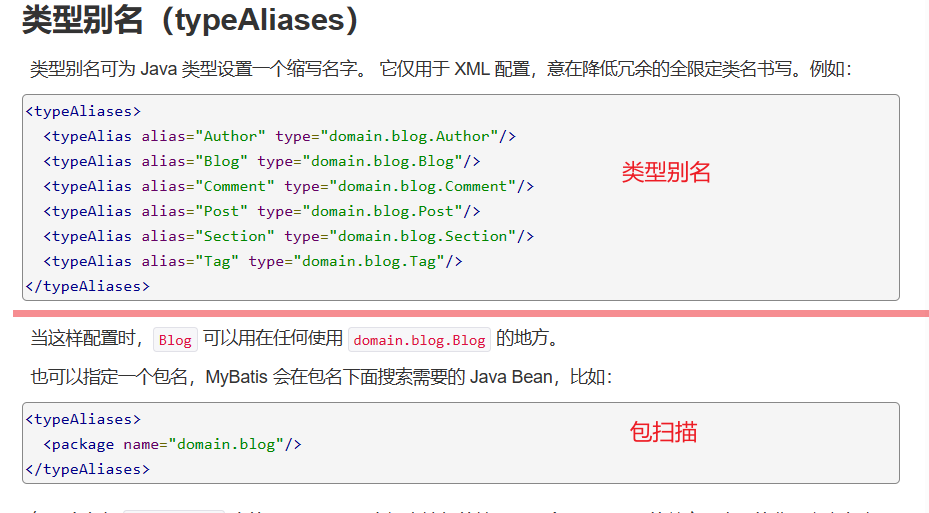 类型别名（typeAliases）
类型别名可为 Java 类型设置一个缩写名字。 它仅用于 XML 配置，意在降低冗余的全限定类名书写。例如：
<typeAliases>
  <typeAlias alias="Author" type="domain.blog.Author"/>
  <typeAlias alias="Blog" type="domain.blog.Blog"/>
  <typeAlias alias="Comment" type="domain.blog.Comment"/>
  <typeAlias alias="Post" type="domain.blog.Post"/>
  <typeAlias alias="Section" type="domain.blog.Section"/>
  <typeAlias alias="Tag" type="domain.blog.Tag"/>
</typeAliases>
类型别名
当这样配置时，Blog 可以用在任何使用 domain.blog.Blog 的地方。
也可以指定一个包名，MyBatis 会在包名下面搜索需要的 Java Bean，比如：
<typeAliases>
  <package name="domain.blog"/>
</typeAliases>
包扫描